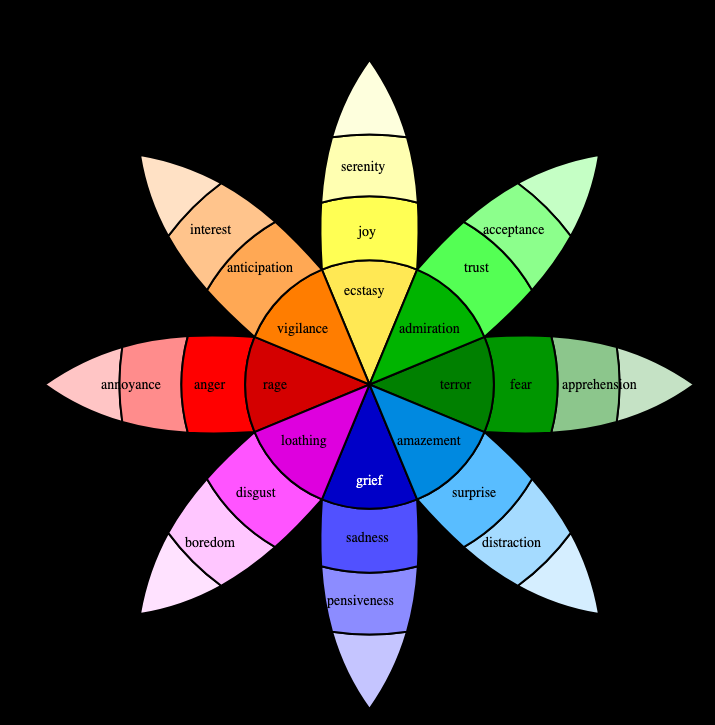 serenity
joy
ecstasy
interest
anticipation
vigilance
acceptance
trust
admiration
annoyance
anger
rage
terror
fear
apprehension
loathing
disgust
boredom
amazement
surprise
distraction
grief
sadness
pensiveness